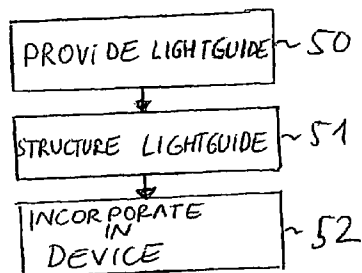 PROVIDE LIGHTGUIDE ~ 50
STRUCTURE LIGHTGUIDE ~ 51
INCORPORATE
IN
DEVICE ~ 52